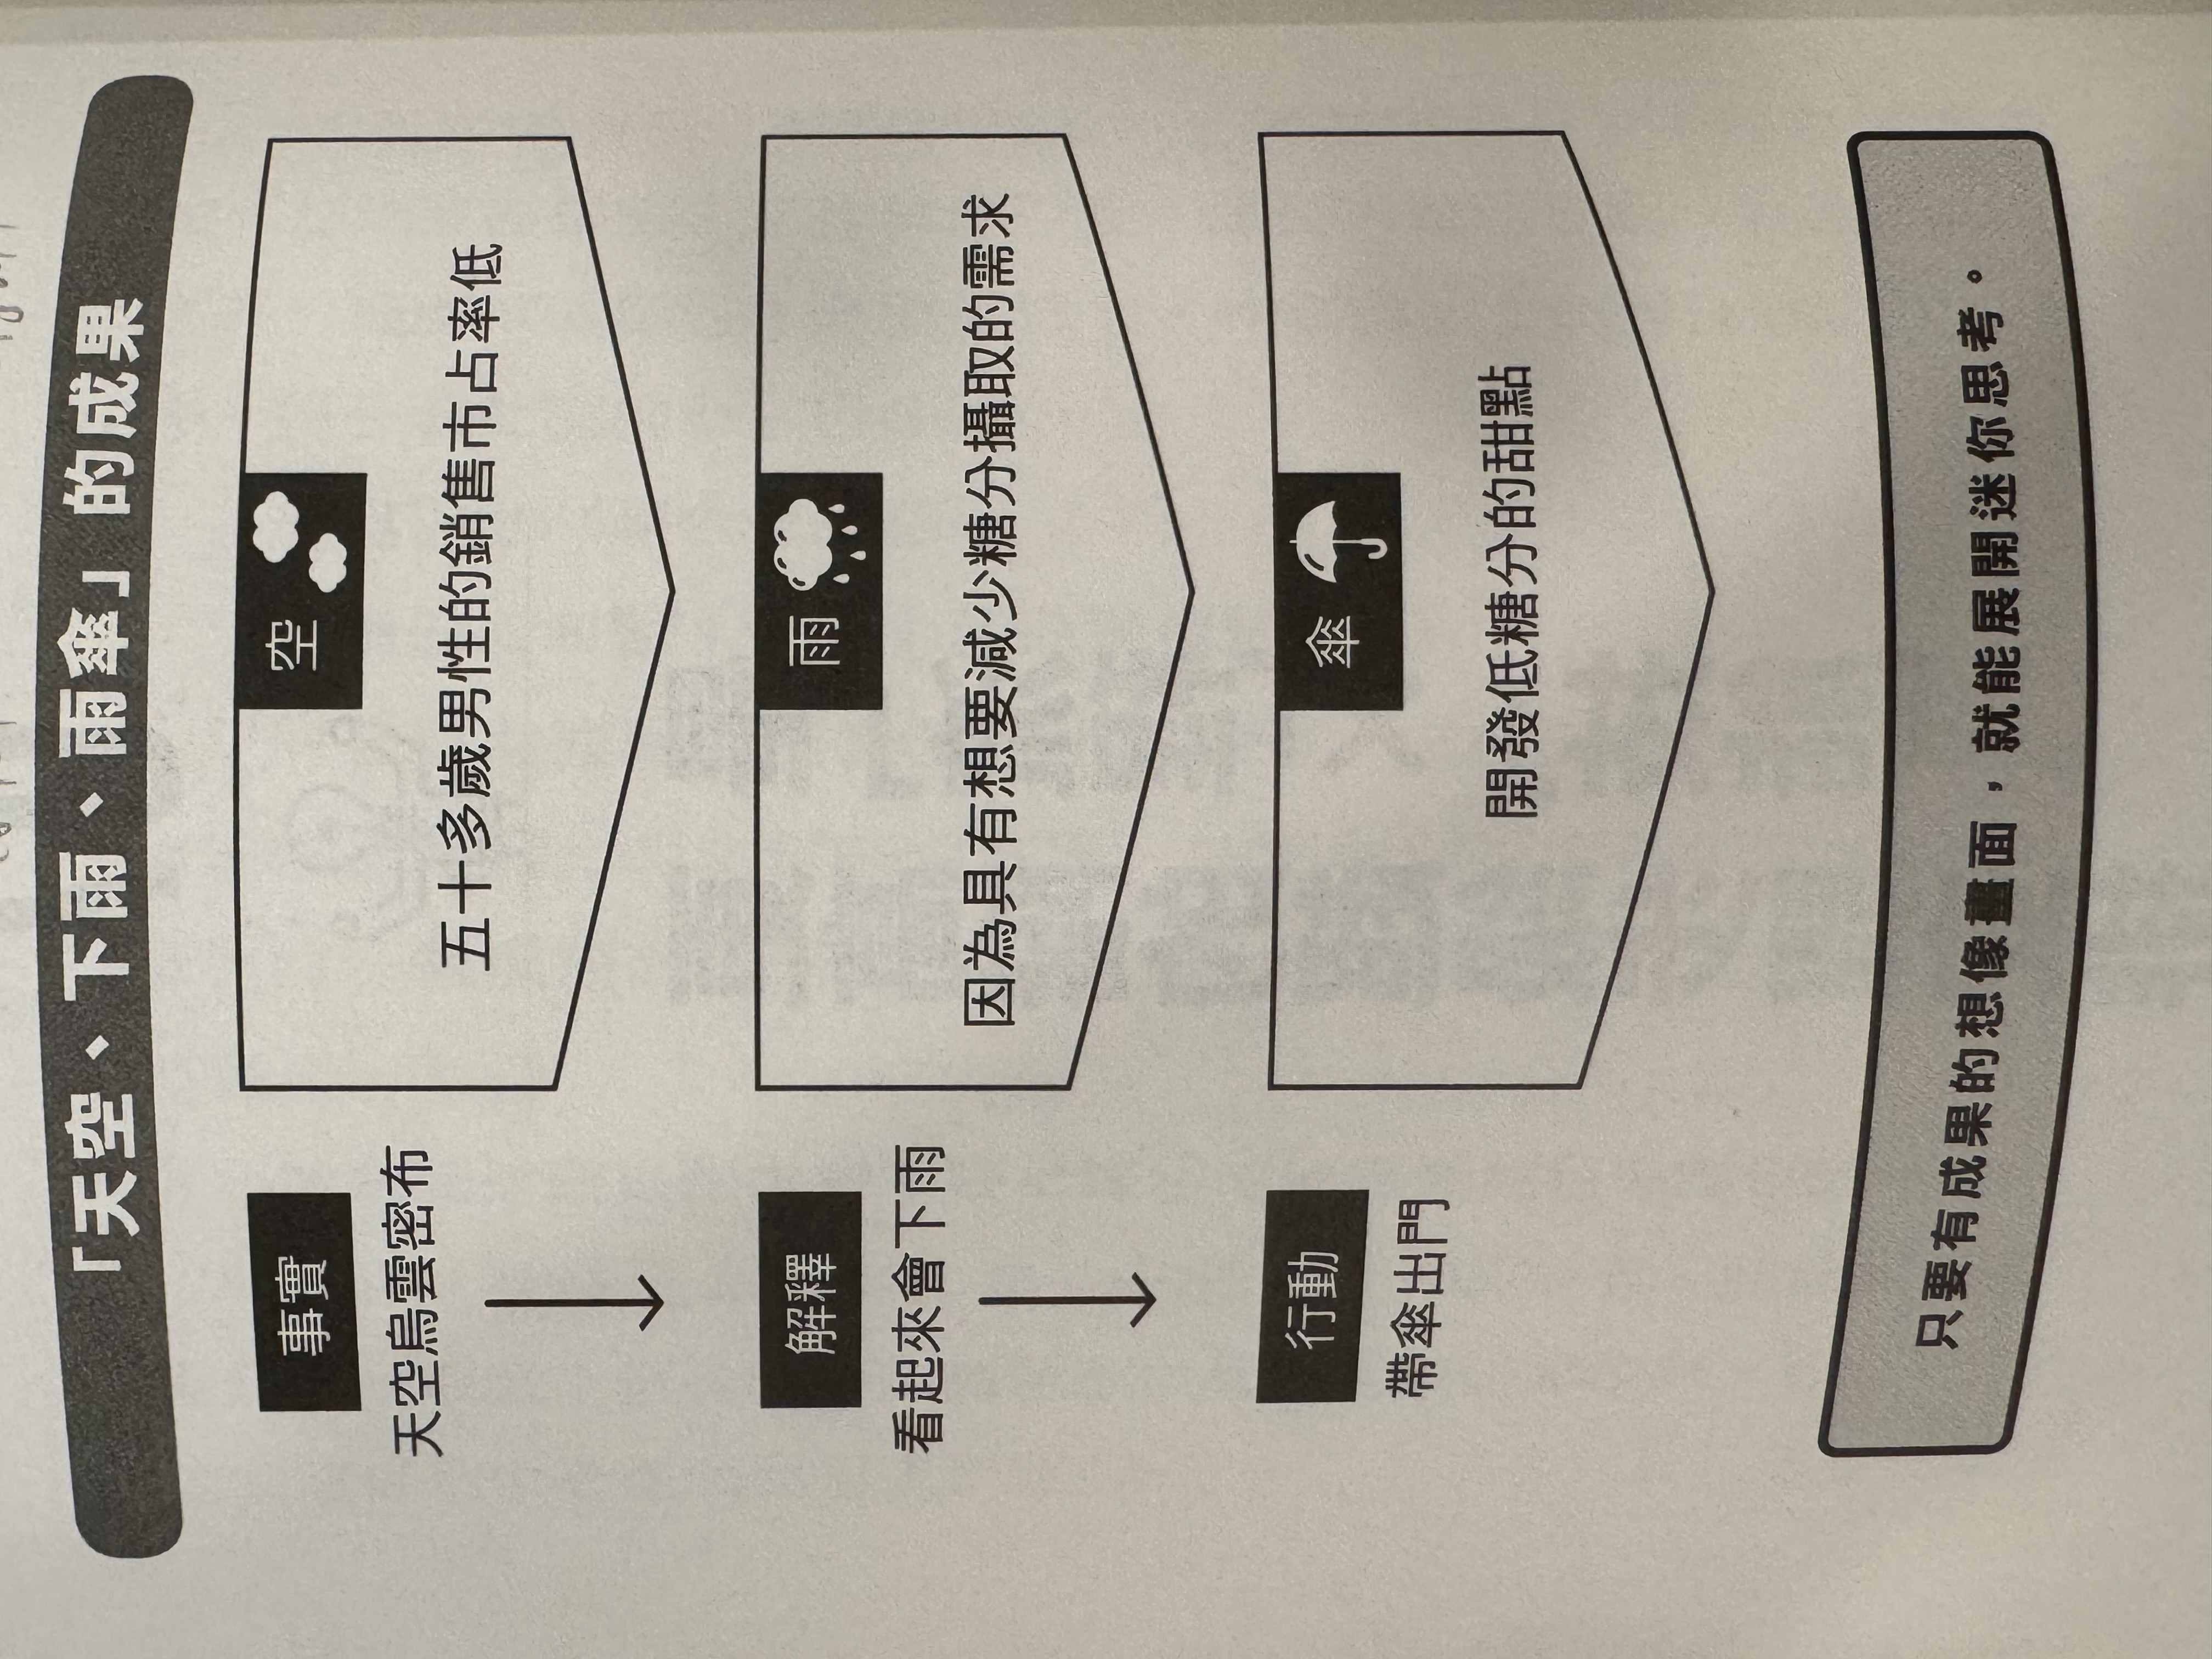 「天空、下雨、雨傘」的成果
事實
天空烏雲密布
空
五十多歲男性的銷售市占率低
解釋
看起來會下雨
雨
因為具有想要減少糖分攝取的需求
行動
帶傘出門
傘
開發低糖分的甜點
只要有成果的想像畫面，就能展開迷你思考。